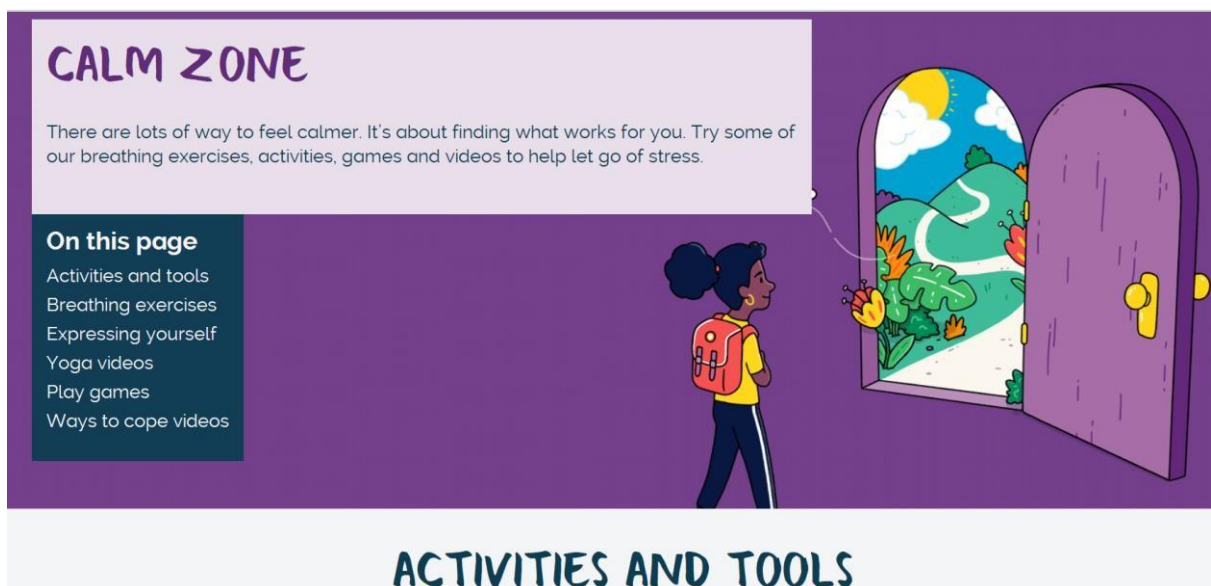 CALM ZONE
There are lots of way to feel calmer. It's about finding what works for you. Try some of
our breathing exercises, activities, games and videos to help let go of stress.
On this page
Activities and tools
Breathing exercises
Expressing yourself
Yoga videos
Play games
Ways to cope videos
ACTIVITIES AND TOOLS